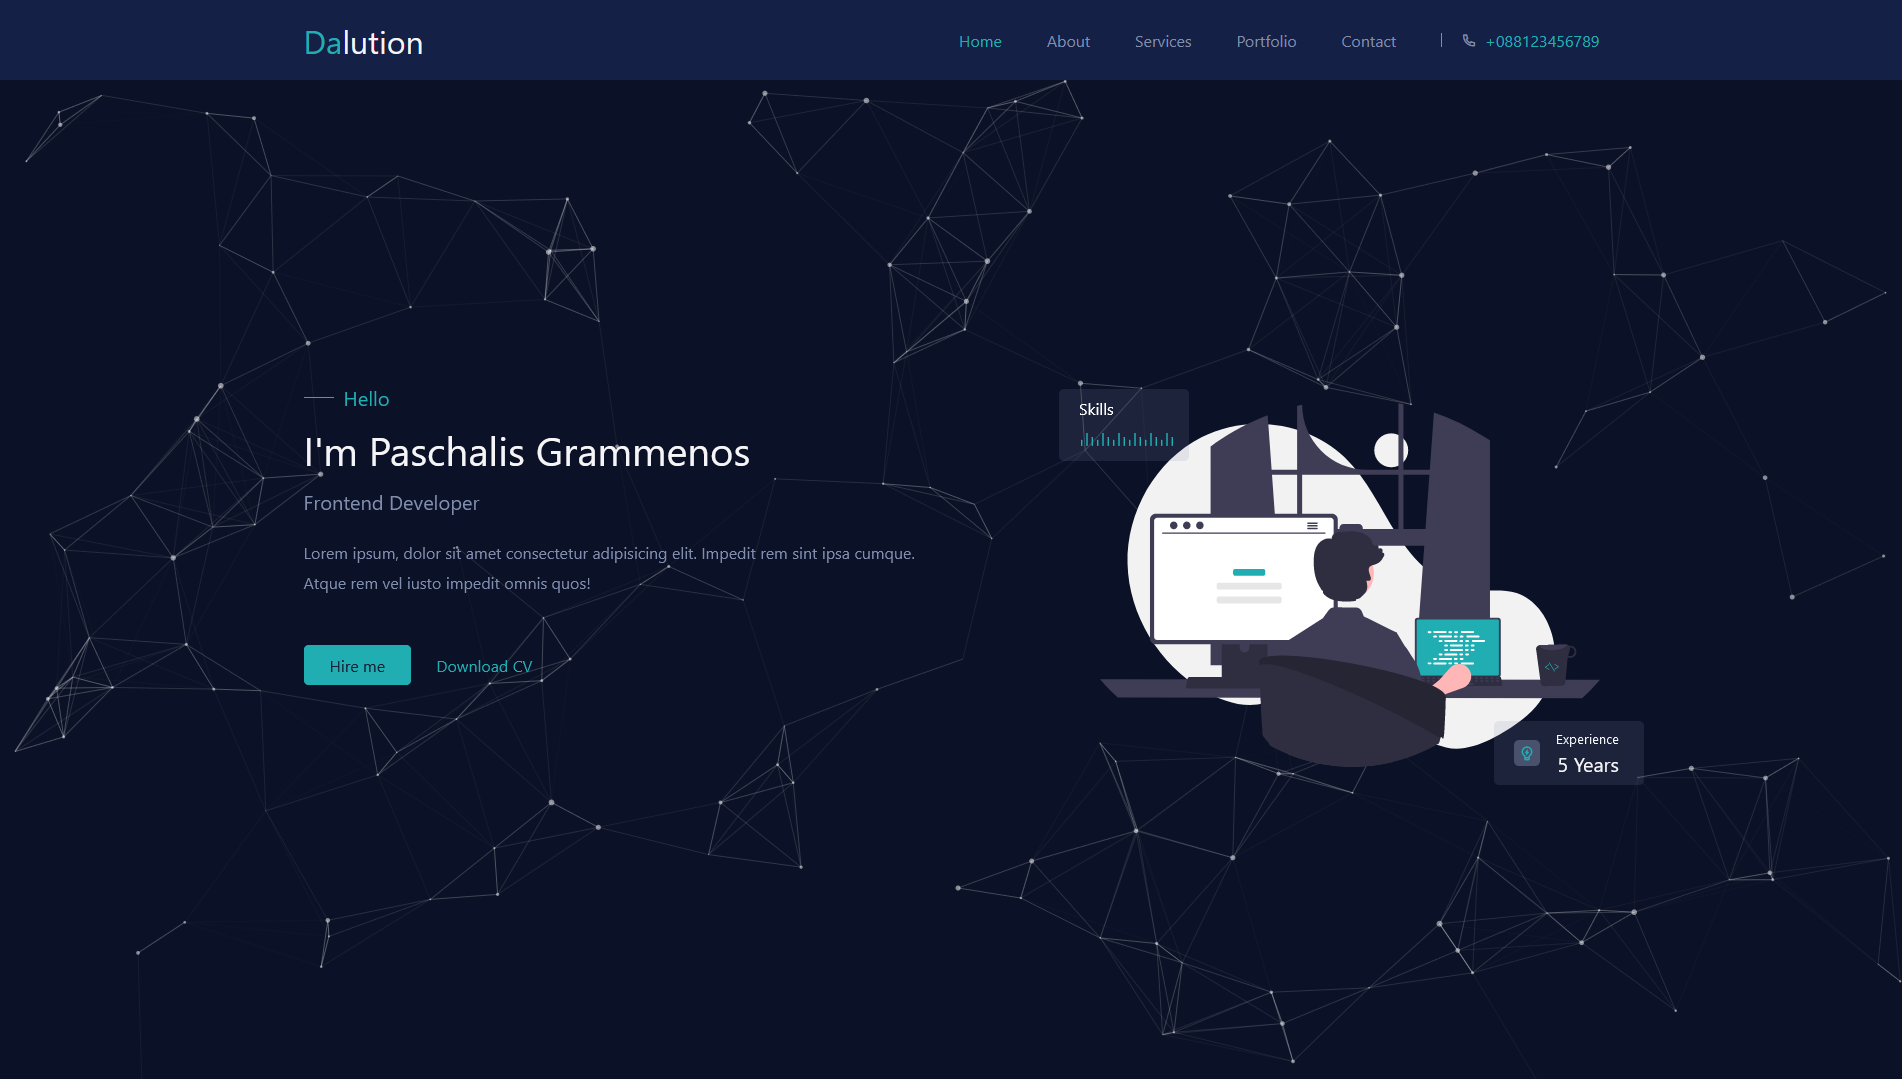 Dalution
Home About Services Portfolio Contact +088123456789
Hello
I'm Paschalis Grammenos
Frontend Developer
Lorem ipsum, dolor sit amet consectetur adipisicing elit. Impedit rem sint ipsa cumque.
Atque rem vel iusto impedit omnis quos!
Hire me Download CV
Skills
Experience
5 Years